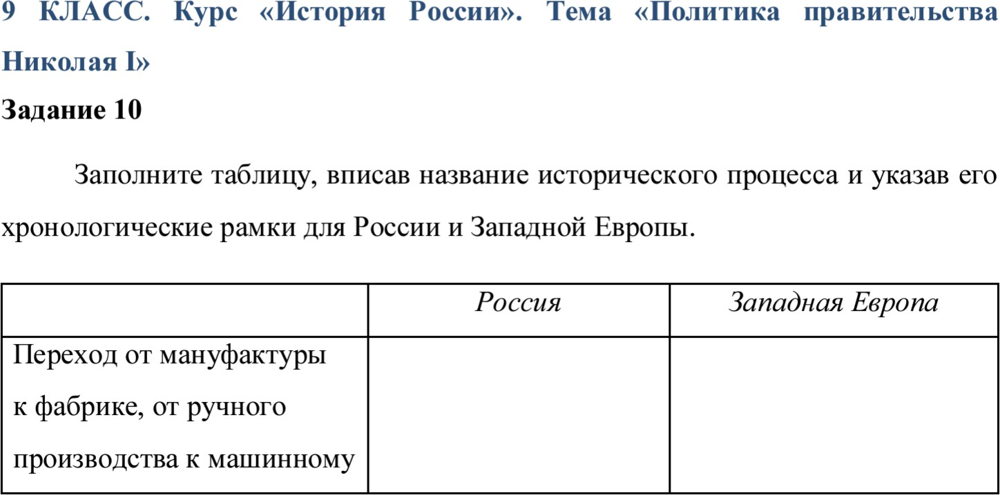 9 КЛАСС. Курс «История России». Тема «Политика правительства
Николая I»
Задание 10
Заполните таблицу, вписав название исторического процесса и указав его
хронологические рамки для России и Западной Европы.
Россия Западная Европа
Переход от мануфактуры
к фабрике, от ручного
производства к машинному